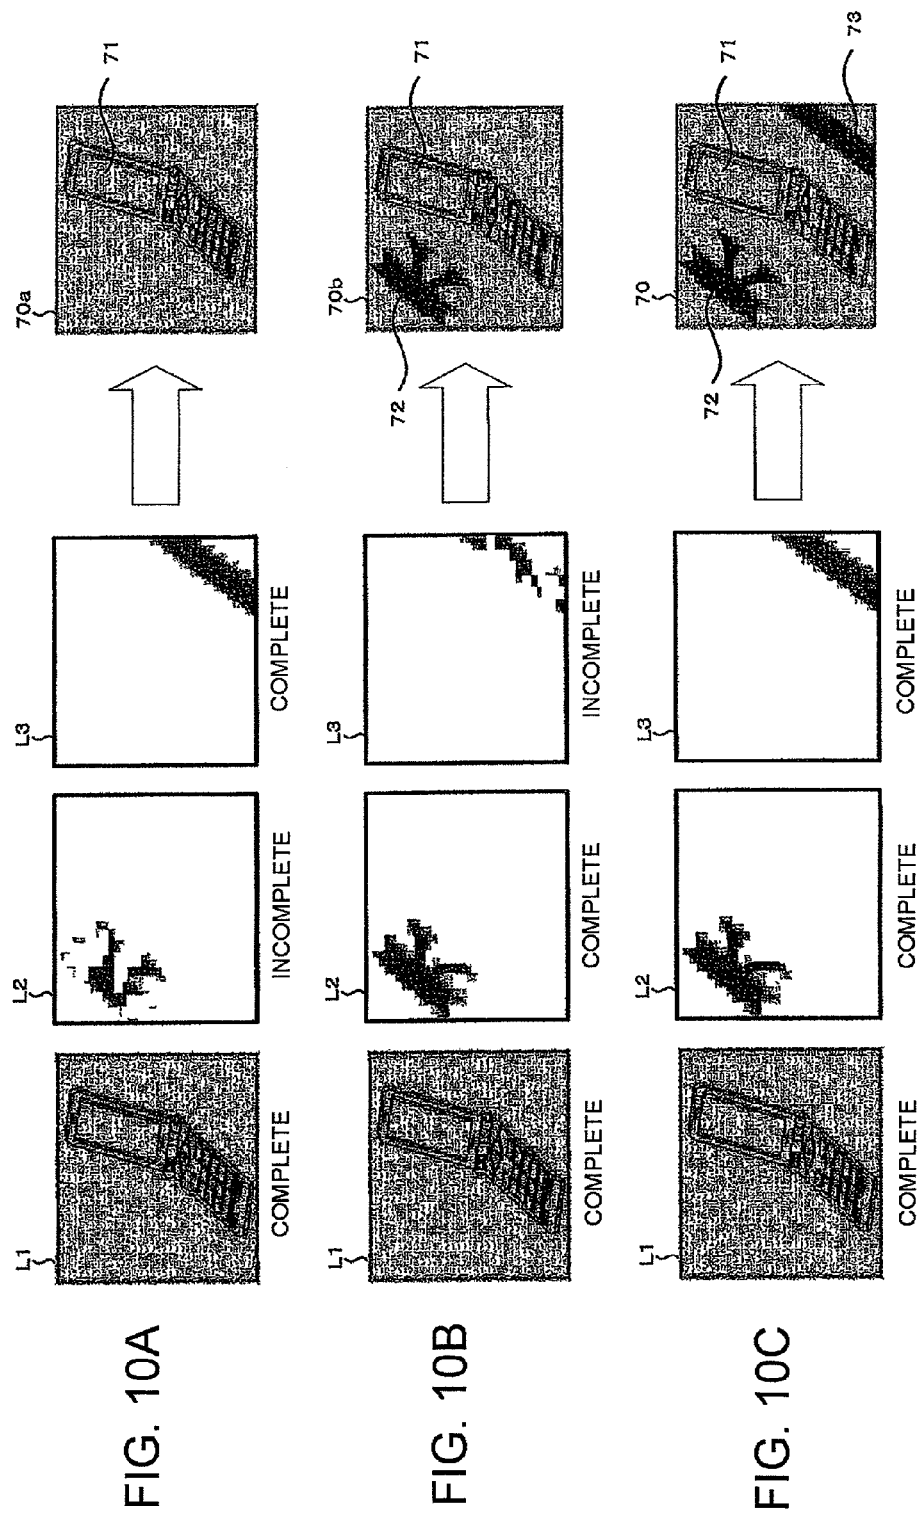 FIG. 10A
L1
COMPLETE
L2
INCOMPLETE
L3
COMPLETE
70a
71
FIG. 10B
L1
COMPLETE
L2
COMPLETE
L3
INCOMPLETE
70b
71
72
FIG. 10C
L1
COMPLETE
L2
COMPLETE
L3
COMPLETE
70
71
72
73